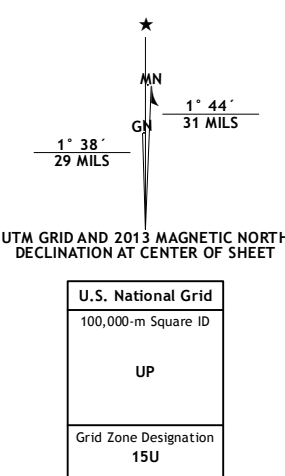 ★
MN
1° 44´
31 MILS
GN
1° 38´
29 MILS
UTM GRID AND 2013 MAGNETIC NORTH
DECLINATION AT CENTER OF SHEET
U.S. National Grid
100,000-m Square ID
UP
Grid Zone Designation
15U